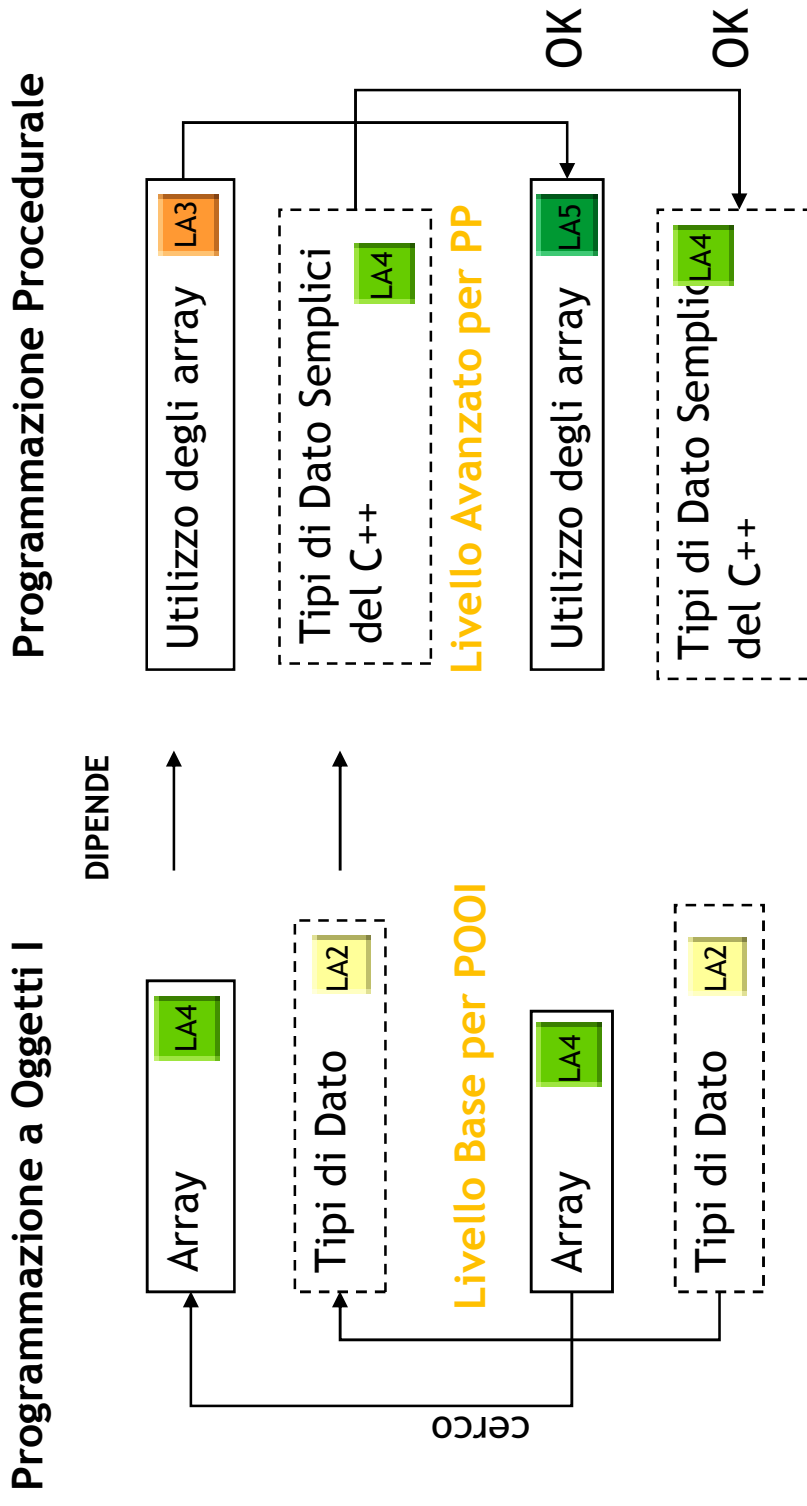 Programmazione a Oggetti I
Programmazione Procedurale
DIPENDE
Array
LA4
Utilizzo degli array
LA3
Tipi di Dato
LA2
Tipi di Dato Semplici
del C++
LA4
Livello Base per POOI
Livello Avanzato per PP
cerco
Array
LA4
Utilizzo degli array
LA5
OK
Tipi di Dato
LA2
Tipi di Dato Semplic
del C++
LA4
OK